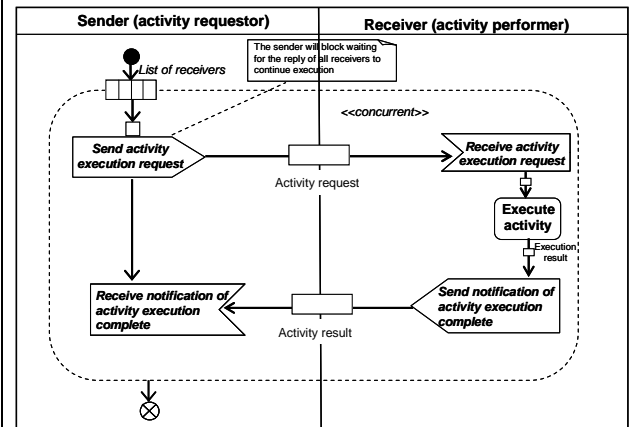 Sender (activity requestor)
Receiver (activity performer)
The sender will block waiting
for the reply of all receivers to
continue execution
List of receivers
<<concurrent>>
Send activity
execution request
Receive activity
execution request
Activity request
Execute
activity
Execution
result
Receive notification of
activity execution
complete
Send notification of
activity execution
complete
Activity result